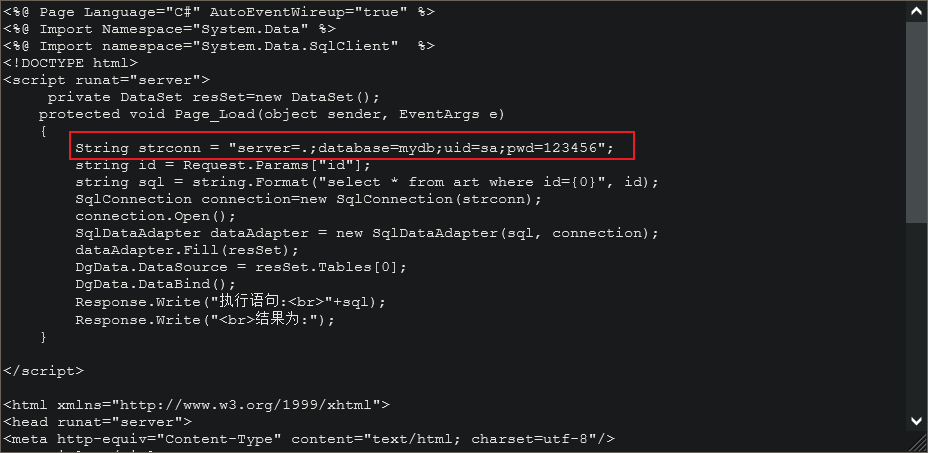 <%@ Page Language="C#" AutoEventWireup="true" %>
<%@ Import Namespace="System.Data" %>
<%@ Import namespace="System.Data.SqlClient"  %>
<!DOCTYPE html>
<script runat="server">
     private DataSet resSet=new DataSet();
    protected void Page_Load(object sender, EventArgs e)
    {
        String strconn = "server=.;database=mydb;uid=sa;pwd=123456";
        string id = Request.Params["id"];
        string sql = string.Format("select * from art where id={0}", id);
        SqlConnection connection=new SqlConnection(strconn);
        connection.Open();
        SqlDataAdapter dataAdapter = new SqlDataAdapter(sql, connection);
        dataAdapter.Fill(resSet);
        DgData.DataSource = resSet.Tables[0];
        DgData.DataBind();
        Response.Write("执行语句:<br>"+sql);
        Response.Write("<br>结果为:");
    }
</script>
<html xmlns="http://www.w3.org/1999/xhtml">
<head runat="server">
<meta http-equiv="Content-Type" content="text/html; charset=utf-8"/>